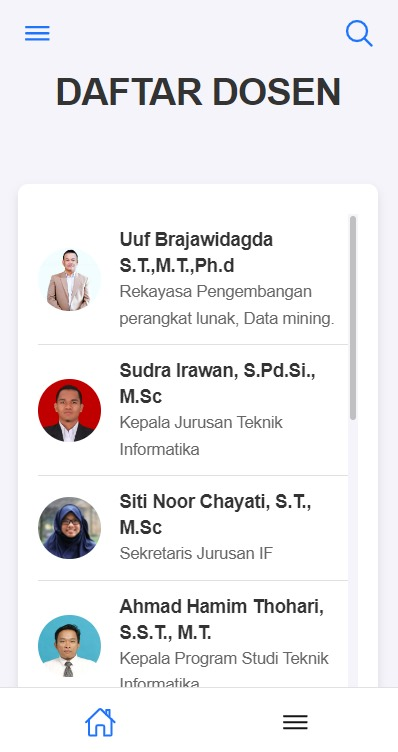 DAFTAR DOSEN
Uuf Brajawidagda
S.T.,M.T.,Ph.d
Rekayasa Pengembangan
perangkat lunak, Data mining.
Sudra Irawan, S.Pd.Si.,
M.Sc
Kepala Jurusan Teknik
Informatika
Siti Noor Chayati, S.T.,
M.Sc
Sekretaris Jurusan IF
Ahmad Hamim Thohari,
S.S.T., M.T.
Kepala Program Studi Teknik
Informatika